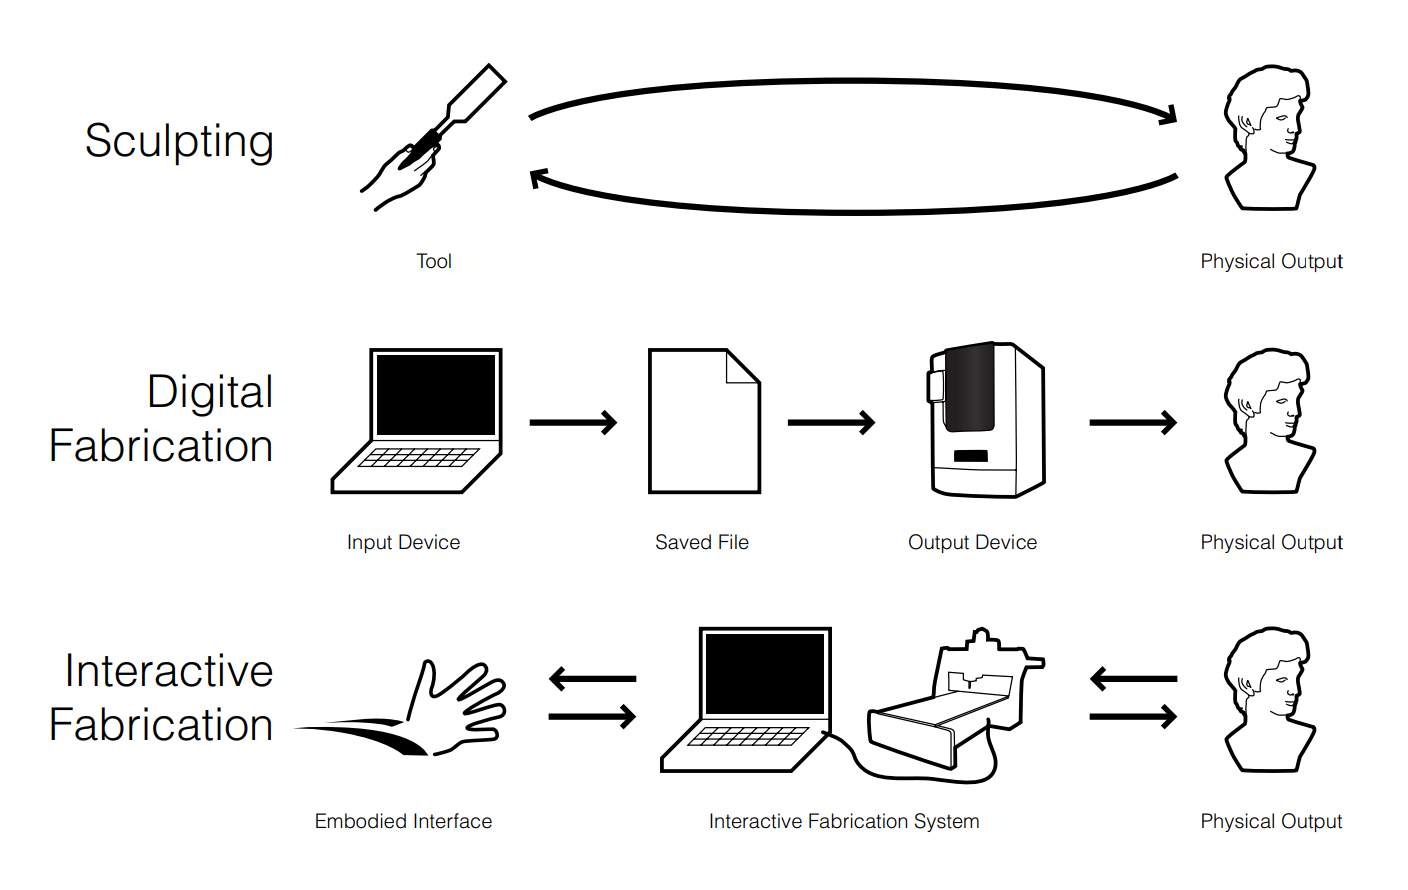 Sculpting
Tool
Physical Output
Digital
Fabrication
Input Device
Saved File
Output Device
Physical Output
Interactive
Fabrication
Embodied Interface
Interactive Fabrication System
Physical Output